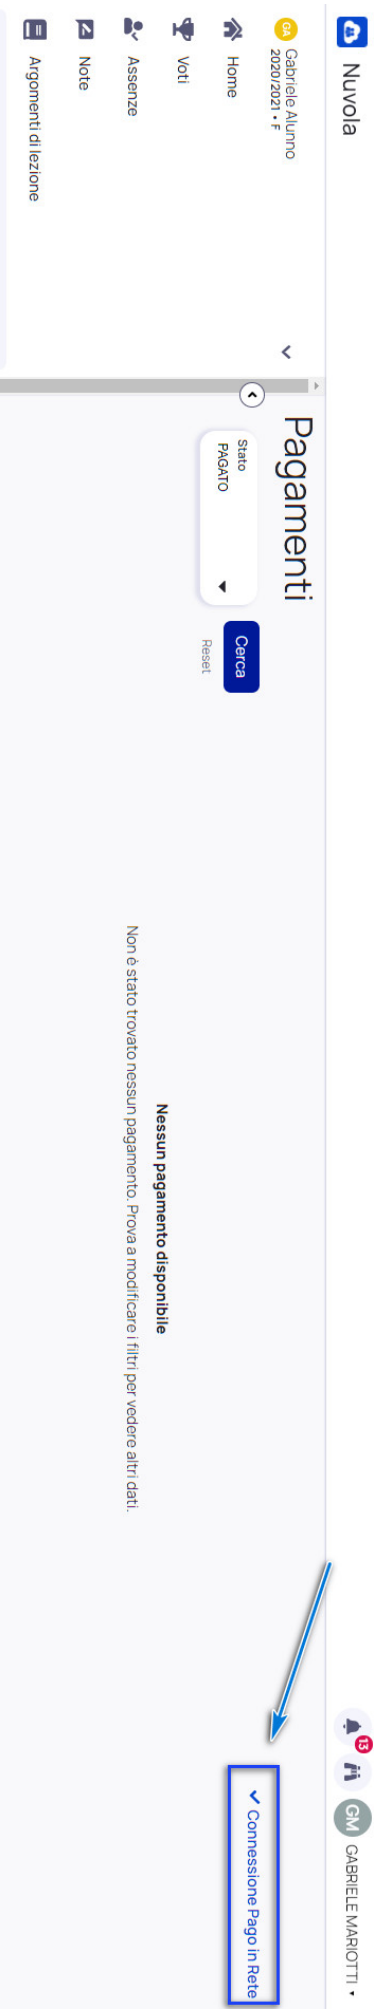 Nuvola
13
GM GABRIELE MARIOTTI
GA Gabriele Alunno
2020/2021 • F
Home
Voti
Assenze
Note
Argomenti di lezione
Pagamenti
Stato
PAGATO
Cerca
Reset
Connessione Pago in Rete
Nessun pagamento disponibile
Non è stato trovato nessun pagamento. Prova a modificare i filtri per vedere altri dati.